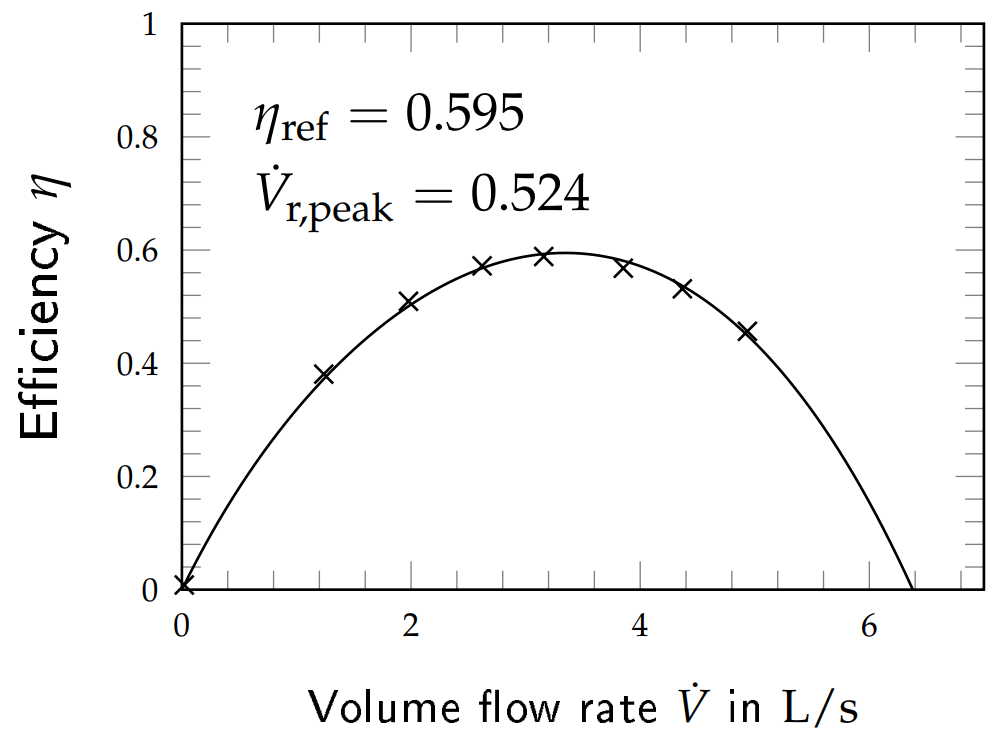 1
η_ref = 0.595
0.8
V̇_r,peak = 0.524
0.6
0.4
0.2
0
Efficiency η
0 2 4 6
Volume flow rate V̇ in L/s